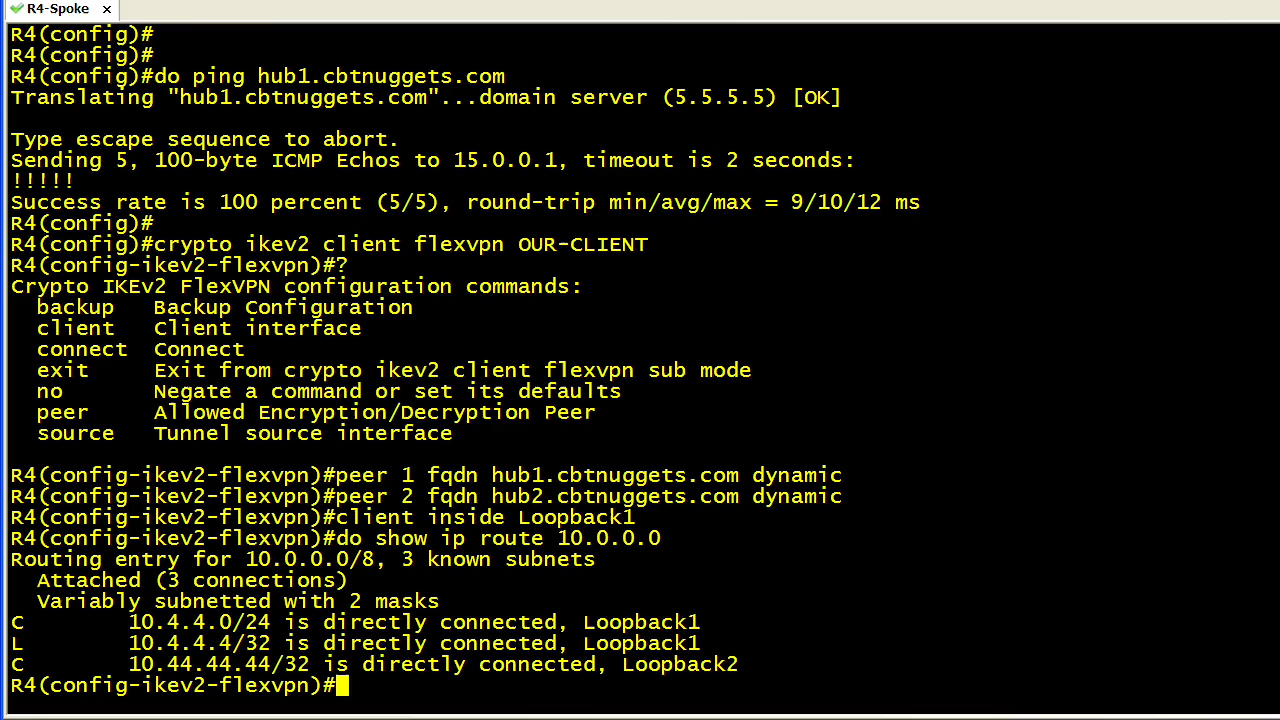 R4-Spoke ×
R4(config)#
R4(config)#
R4(config)#do ping hub1.cbtnuggets.com
Translating "hub1.cbtnuggets.com"...domain server (5.5.5.5) [OK]
Type escape sequence to abort.
Sending 5, 100-byte ICMP Echos to 15.0.0.1, timeout is 2 seconds:
!!!!!
Success rate is 100 percent (5/5), round-trip min/avg/max = 9/10/12 ms
R4(config)#
R4(config)#crypto ikev2 client flexvpn OUR-CLIENT
R4(config-ikev2-flexvpn)#?
Crypto IKEv2 FlexVPN configuration commands:
  backup   Backup Configuration
  client   Client interface
  connect  Connect
  exit     Exit from crypto ikev2 client flexvpn sub mode
  no       Negate a command or set its defaults
  peer     Allowed Encryption/Decryption Peer
  source   Tunnel source interface
R4(config-ikev2-flexvpn)#peer 1 fqdn hub1.cbtnuggets.com dynamic
R4(config-ikev2-flexvpn)#peer 2 fqdn hub2.cbtnuggets.com dynamic
R4(config-ikev2-flexvpn)#client inside Loopback1
R4(config-ikev2-flexvpn)#do show ip route 10.0.0.0
Routing entry for 10.0.0.0/8, 3 known subnets
  Attached (3 connections)
  Variably subnetted with 2 masks
C        10.4.4.0/24 is directly connected, Loopback1
L        10.4.4.4/32 is directly connected, Loopback1
C        10.44.44.44/32 is directly connected, Loopback2
R4(config-ikev2-flexvpn)#